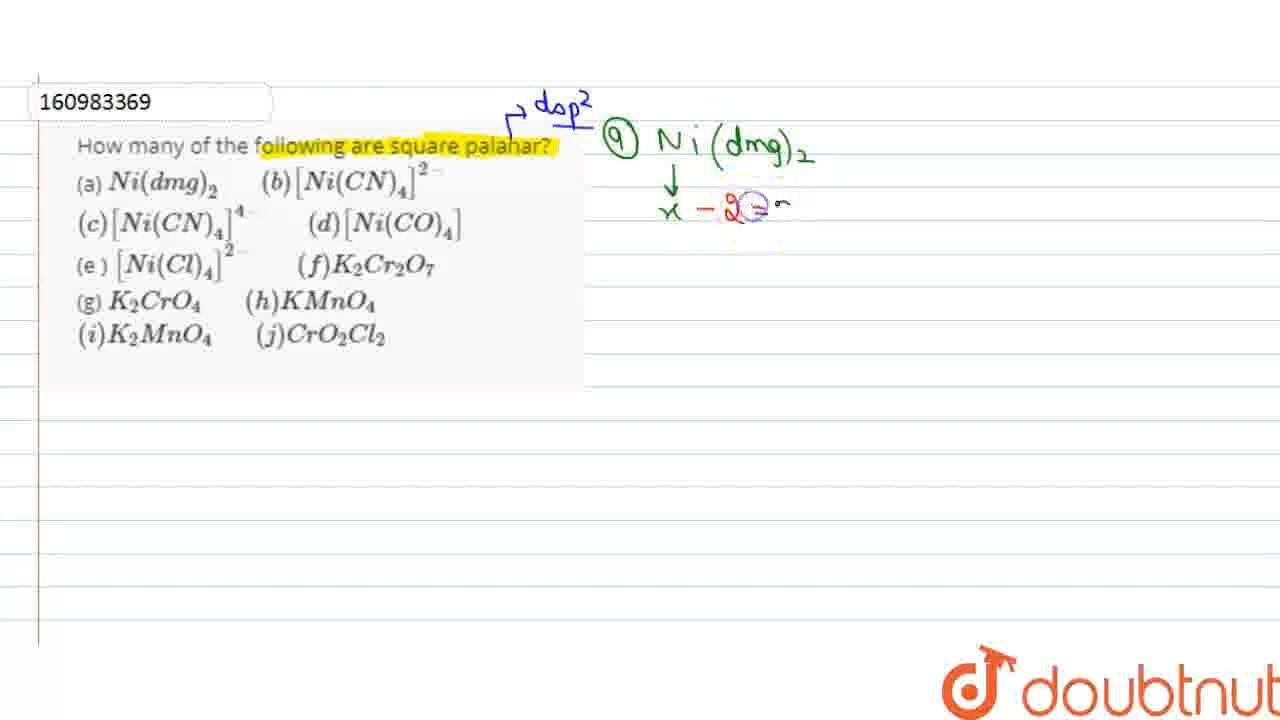 160983369
dsp²
How many of the following are square palanar?
(a) Ni(dmg)₂ (b)[Ni(CN)₄]²⁻
(c)[Ni(CN)₄]⁴⁻ (d)[Ni(CO)₄]
(e ) [Ni(Cl)₄]²⁻ (f)K₂Cr₂O₇
(g) K₂CrO₄ (h)KMnO₄
(i)K₂MnO₄ (j)CrO₂Cl₂
(a) Ni(dmg)₂
x - 2 =
doubtnut